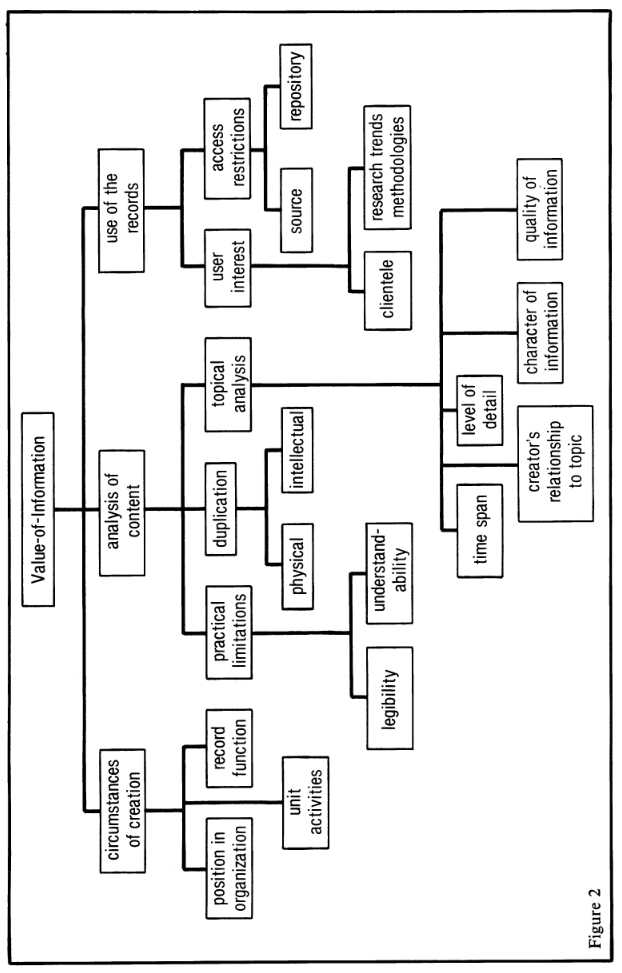 Value-of-Information
circumstances
of creation
analysis of
content
use of the
records
position in
organization
unit
activities
record
function
practical
limitations
duplication
topical
analysis
user
interest
access
restrictions
legibility
understand-
ability
physical
intellectual
clientele
research trends
methodologies
source
repository
time span
creator's
relationship
to topic
level of
detail
character of
information
quality of
information
Figure 2